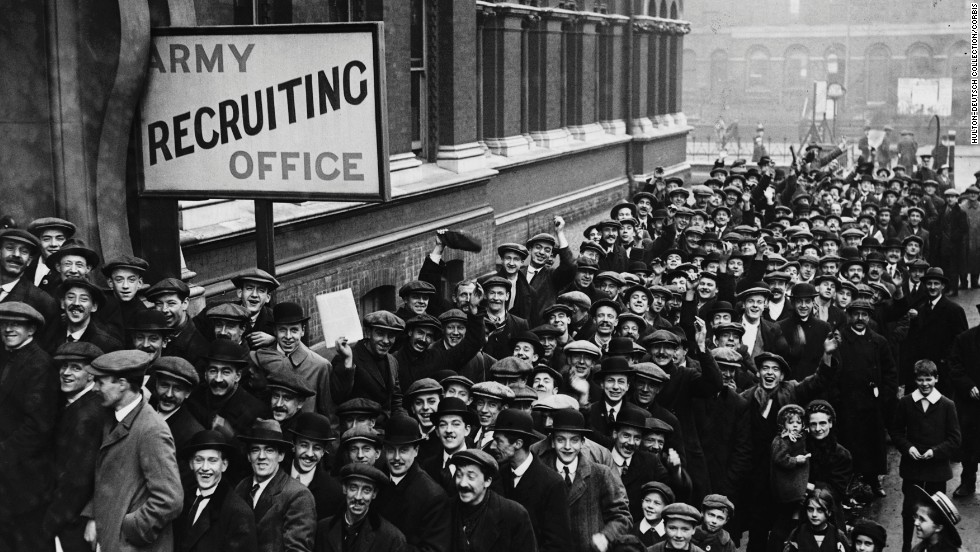 ARMY
RECRUITING
OFFICE
HULTON-DEUTSCH COLLECTION/CORBIS